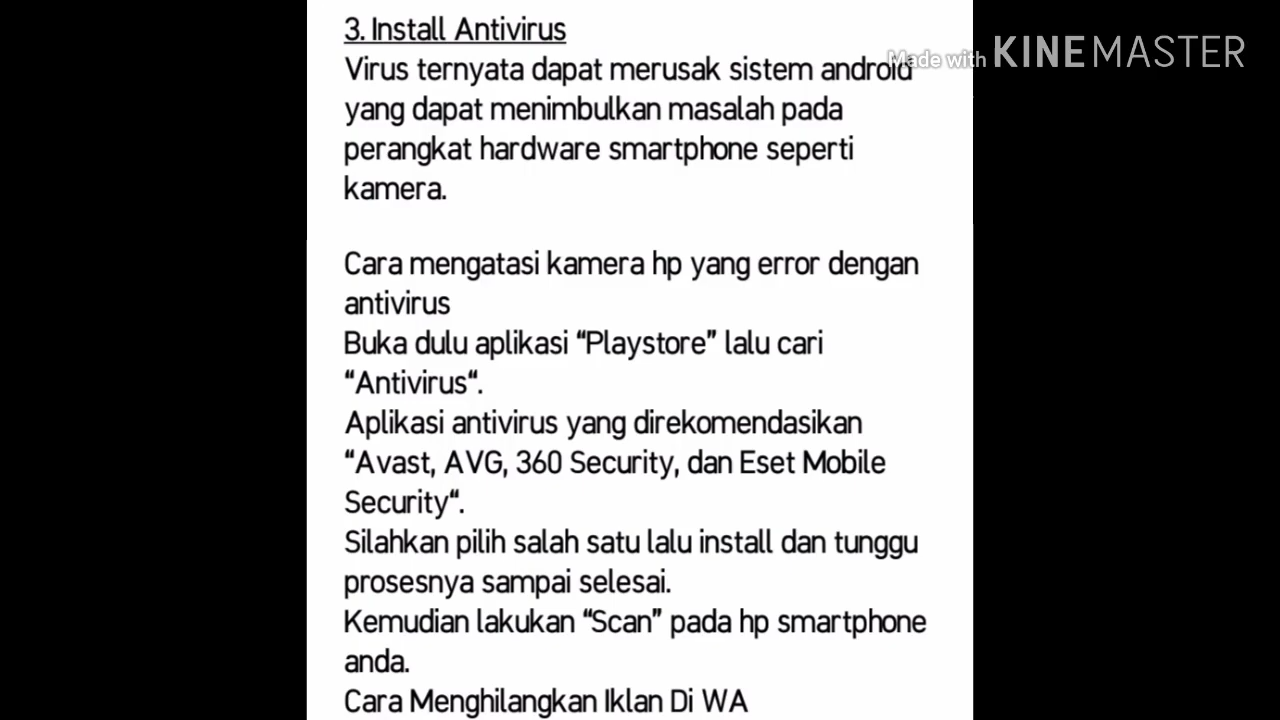 3. Install Antivirus
Made with KINEMASTER
Virus ternyata dapat merusak sistem android
yang dapat menimbulkan masalah pada
perangkat hardware smartphone seperti
kamera.
Cara mengatasi kamera hp yang error dengan
antivirus
Buka dulu aplikasi “Playstore” lalu cari
“Antivirus“.
Aplikasi antivirus yang direkomendasikan
“Avast, AVG, 360 Security, dan Eset Mobile
Security“.
Silahkan pilih salah satu lalu install dan tunggu
prosesnya sampai selesai.
Kemudian lakukan “Scan” pada hp smartphone
anda.
Cara Menghilangkan Iklan Di WA